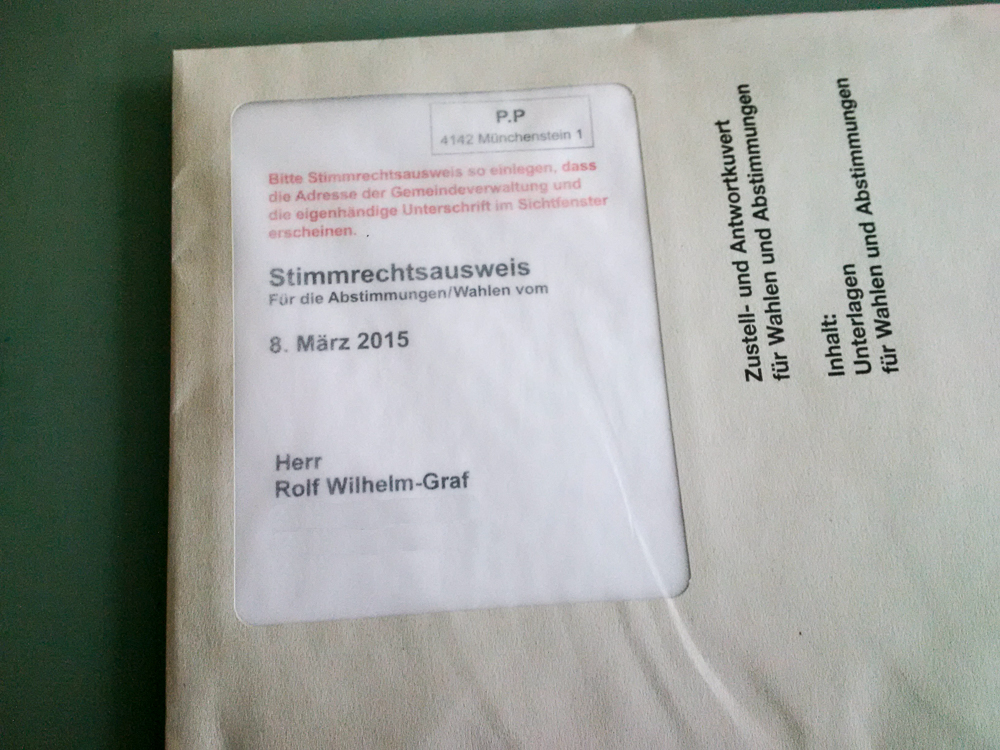 P.P
4142 Münchenstein 1
Bitte Stimmrechtsausweis so einlegen, dass
die Adresse der Gemeindeverwaltung und
die eigenhändige Unterschrift im Sichtfenster
erscheinen.
Stimmrechtsausweis
Für die Abstimmungen/Wahlen vom
8. März 2015
Herr
Rolf Wilhelm-Graf
Zustell- und Antwortkuvert
für Wahlen und Abstimmungen
Inhalt:
Unterlagen
für Wahlen und Abstimmungen